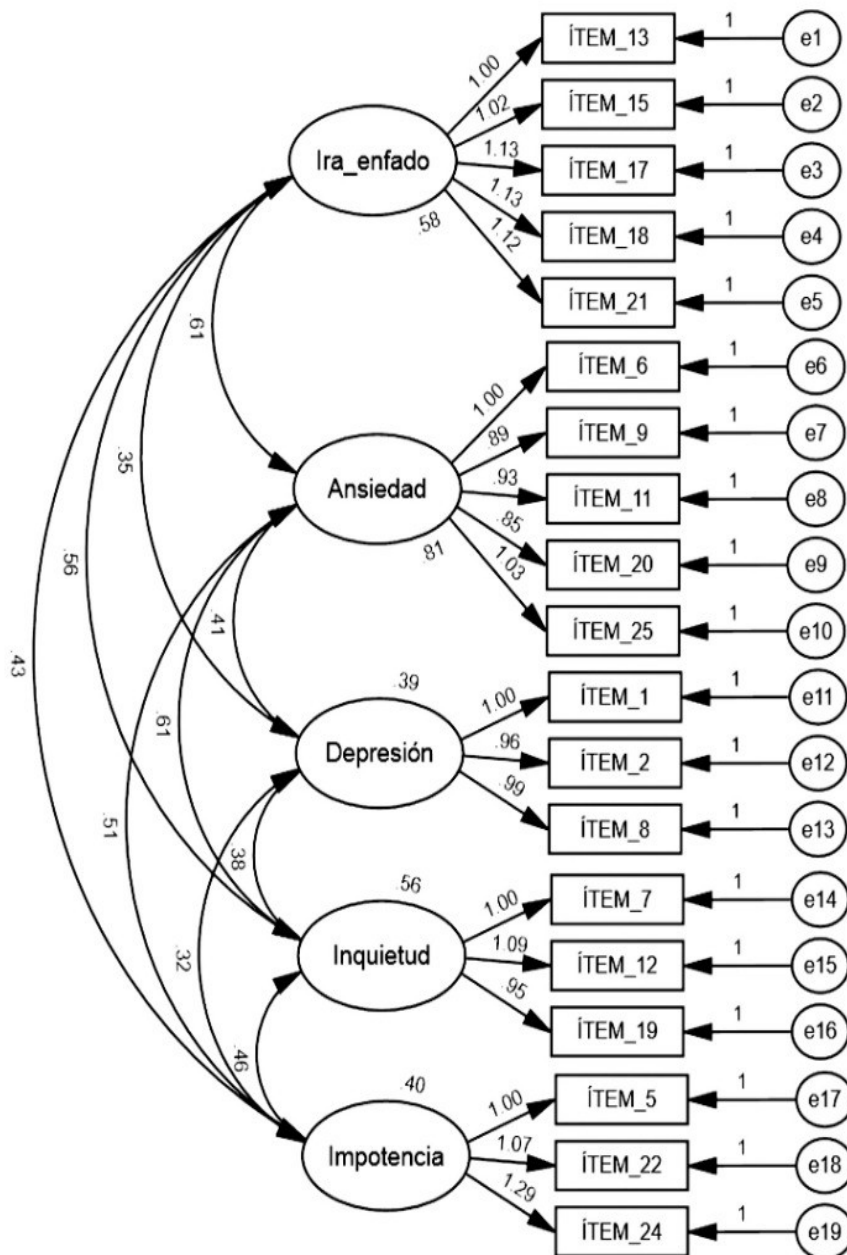 ÍTEM_13 1 e1
1.00
ÍTEM_15 1 e2
1.02
Ira_enfado
1.13 ÍTEM_17 1 e3
1.13
ÍTEM_18 1 e4
.58
1.12
ÍTEM_21 1 e5
.61
ÍTEM_6 1 e6
1.00
.35
.89 ÍTEM_9 1 e7
Ansiedad
.93 ÍTEM_11 1 e8
.85
.81
ÍTEM_20 1 e9
1.03
.56
ÍTEM_25 1 e10
.41
.43
.39
1.00 ÍTEM_1 1 e11
.61
Depresión
.96 ÍTEM_2 1 e12
.99
ÍTEM_8 1 e13
.51
.38
.56
1.00 ÍTEM_7 1 e14
Inquietud
1.09 ÍTEM_12 1 e15
.32
.95
ÍTEM_19 1 e16
.46
.40
1.00 ÍTEM_5 1 e17
Impotencia
1.07 ÍTEM_22 1 e18
1.29
ÍTEM_24 1 e19